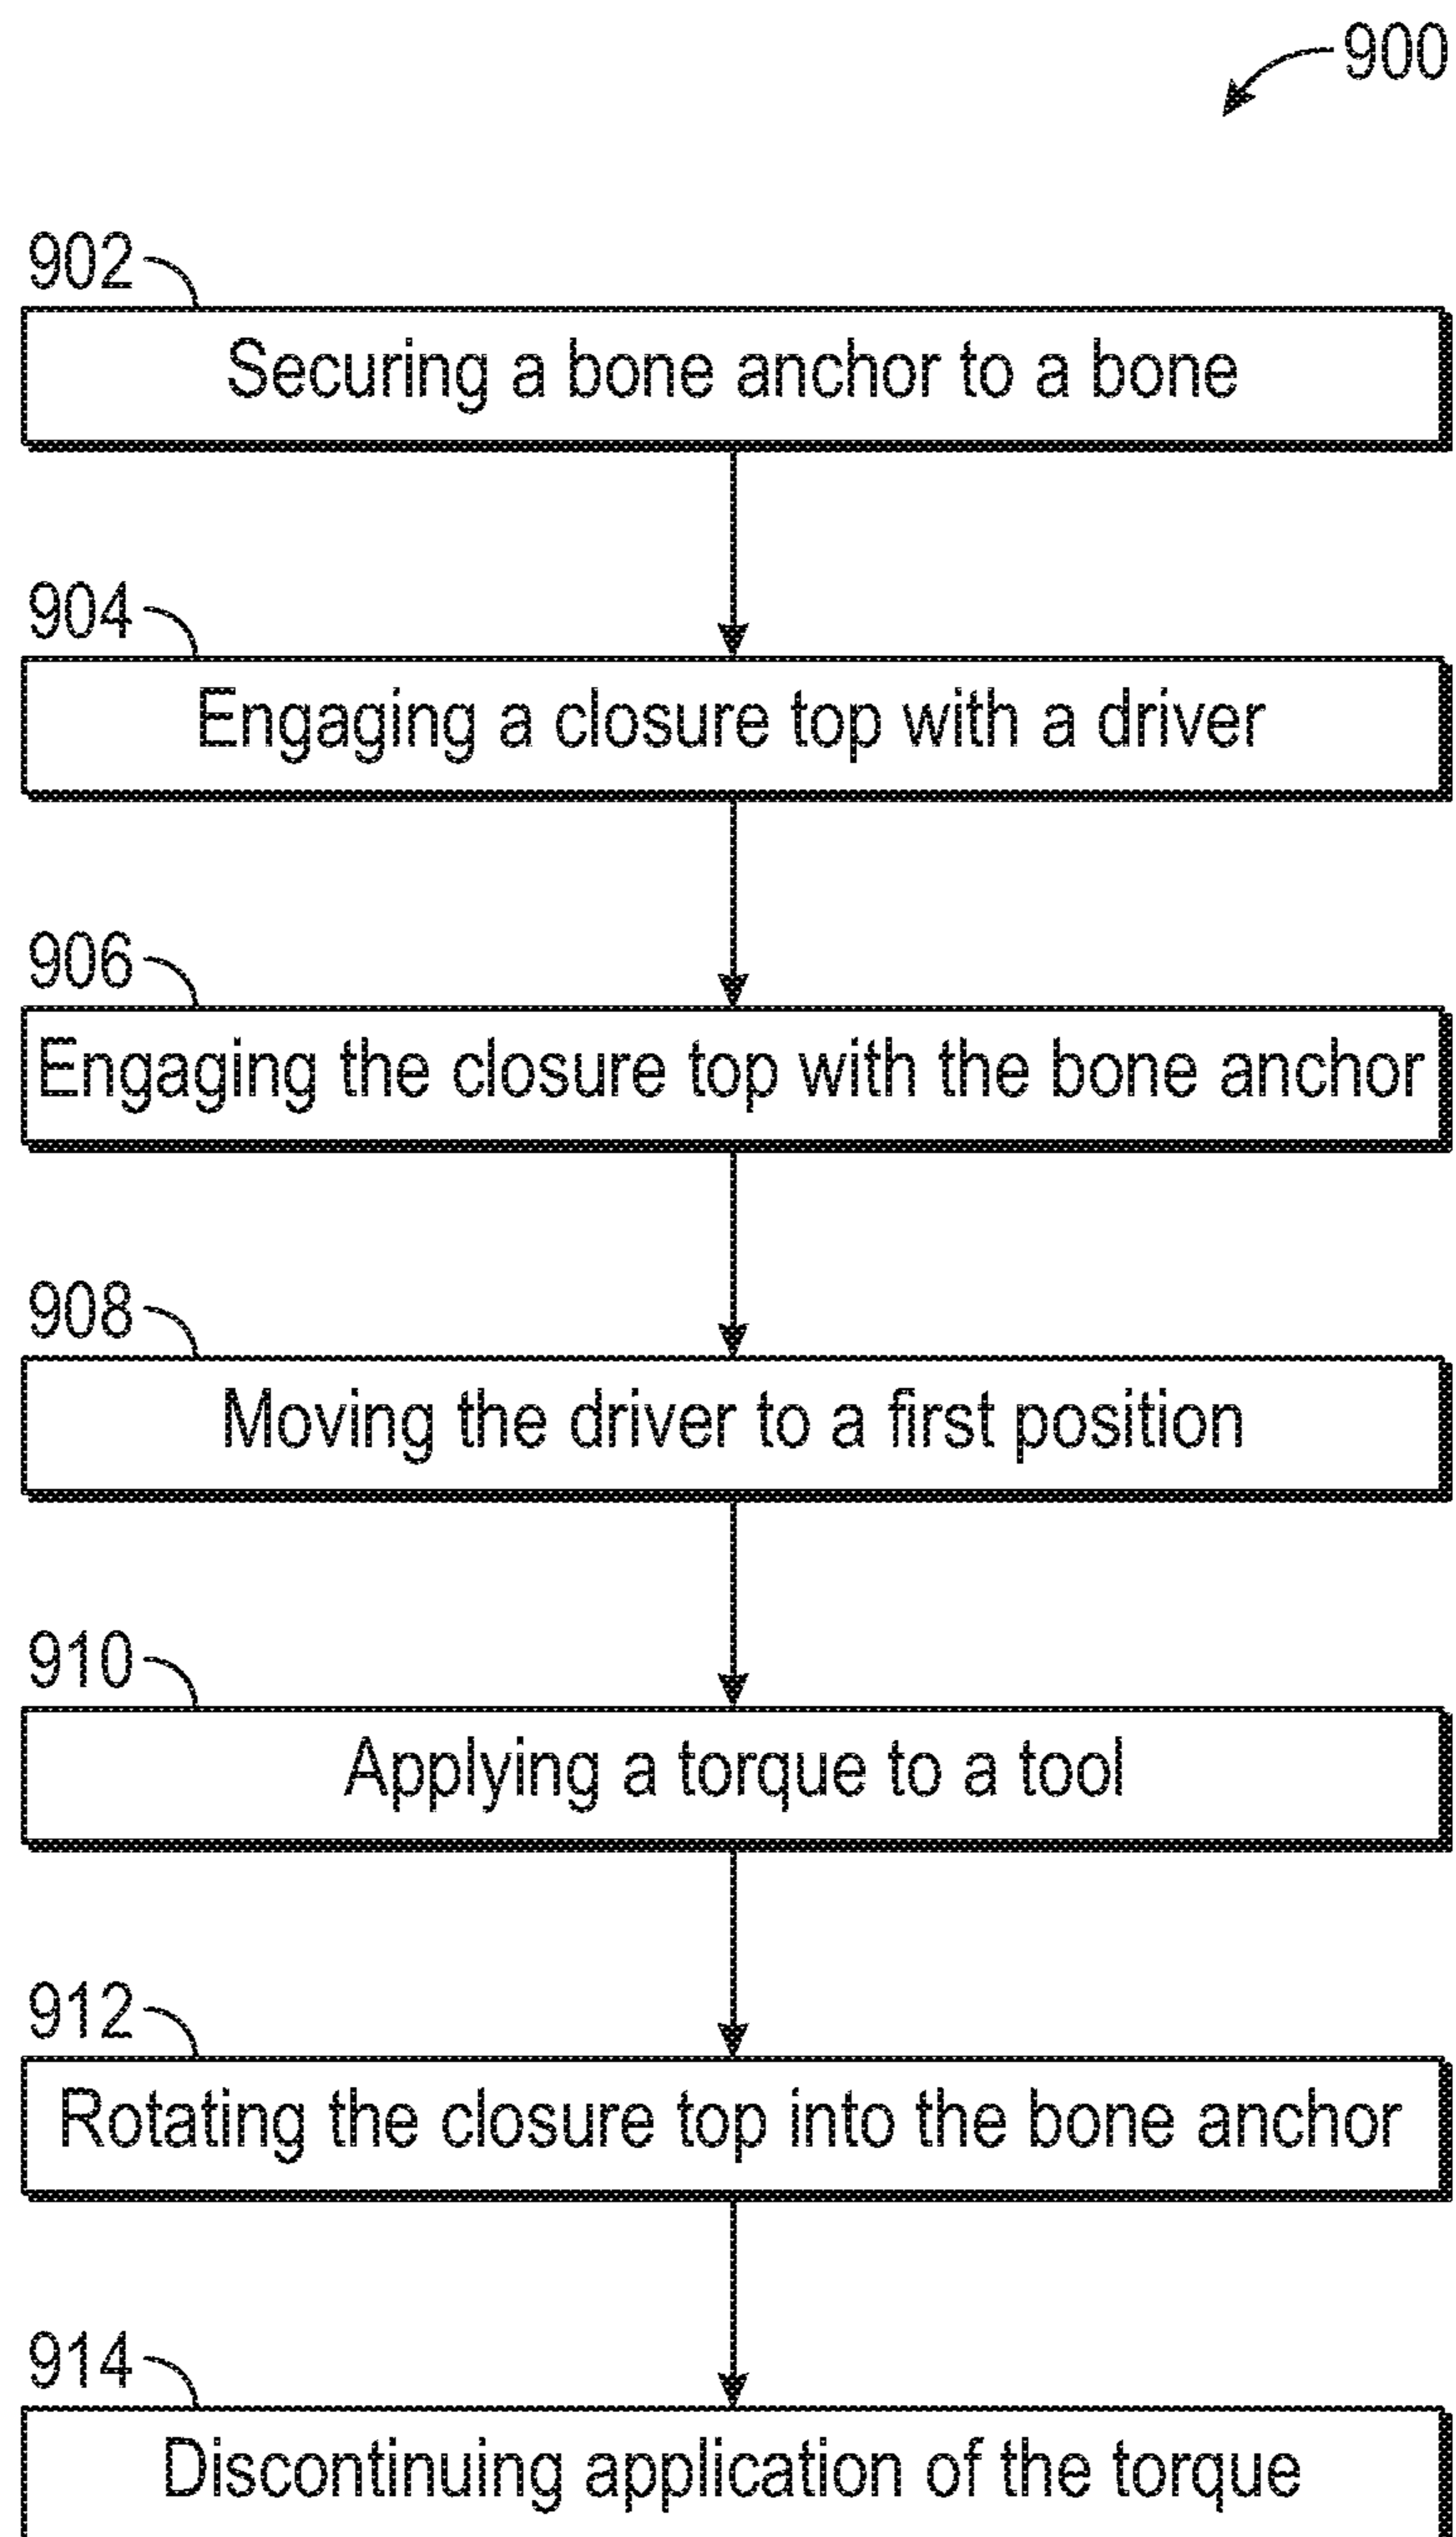 900
902
Securing a bone anchor to a bone
904
Engaging a closure top with a driver
906
Engaging the closure top with the bone anchor
908
Moving the driver to a first position
910
Applying a torque to a tool
912
Rotating the closure top into the bone anchor
914
Discontinuing application of the torque